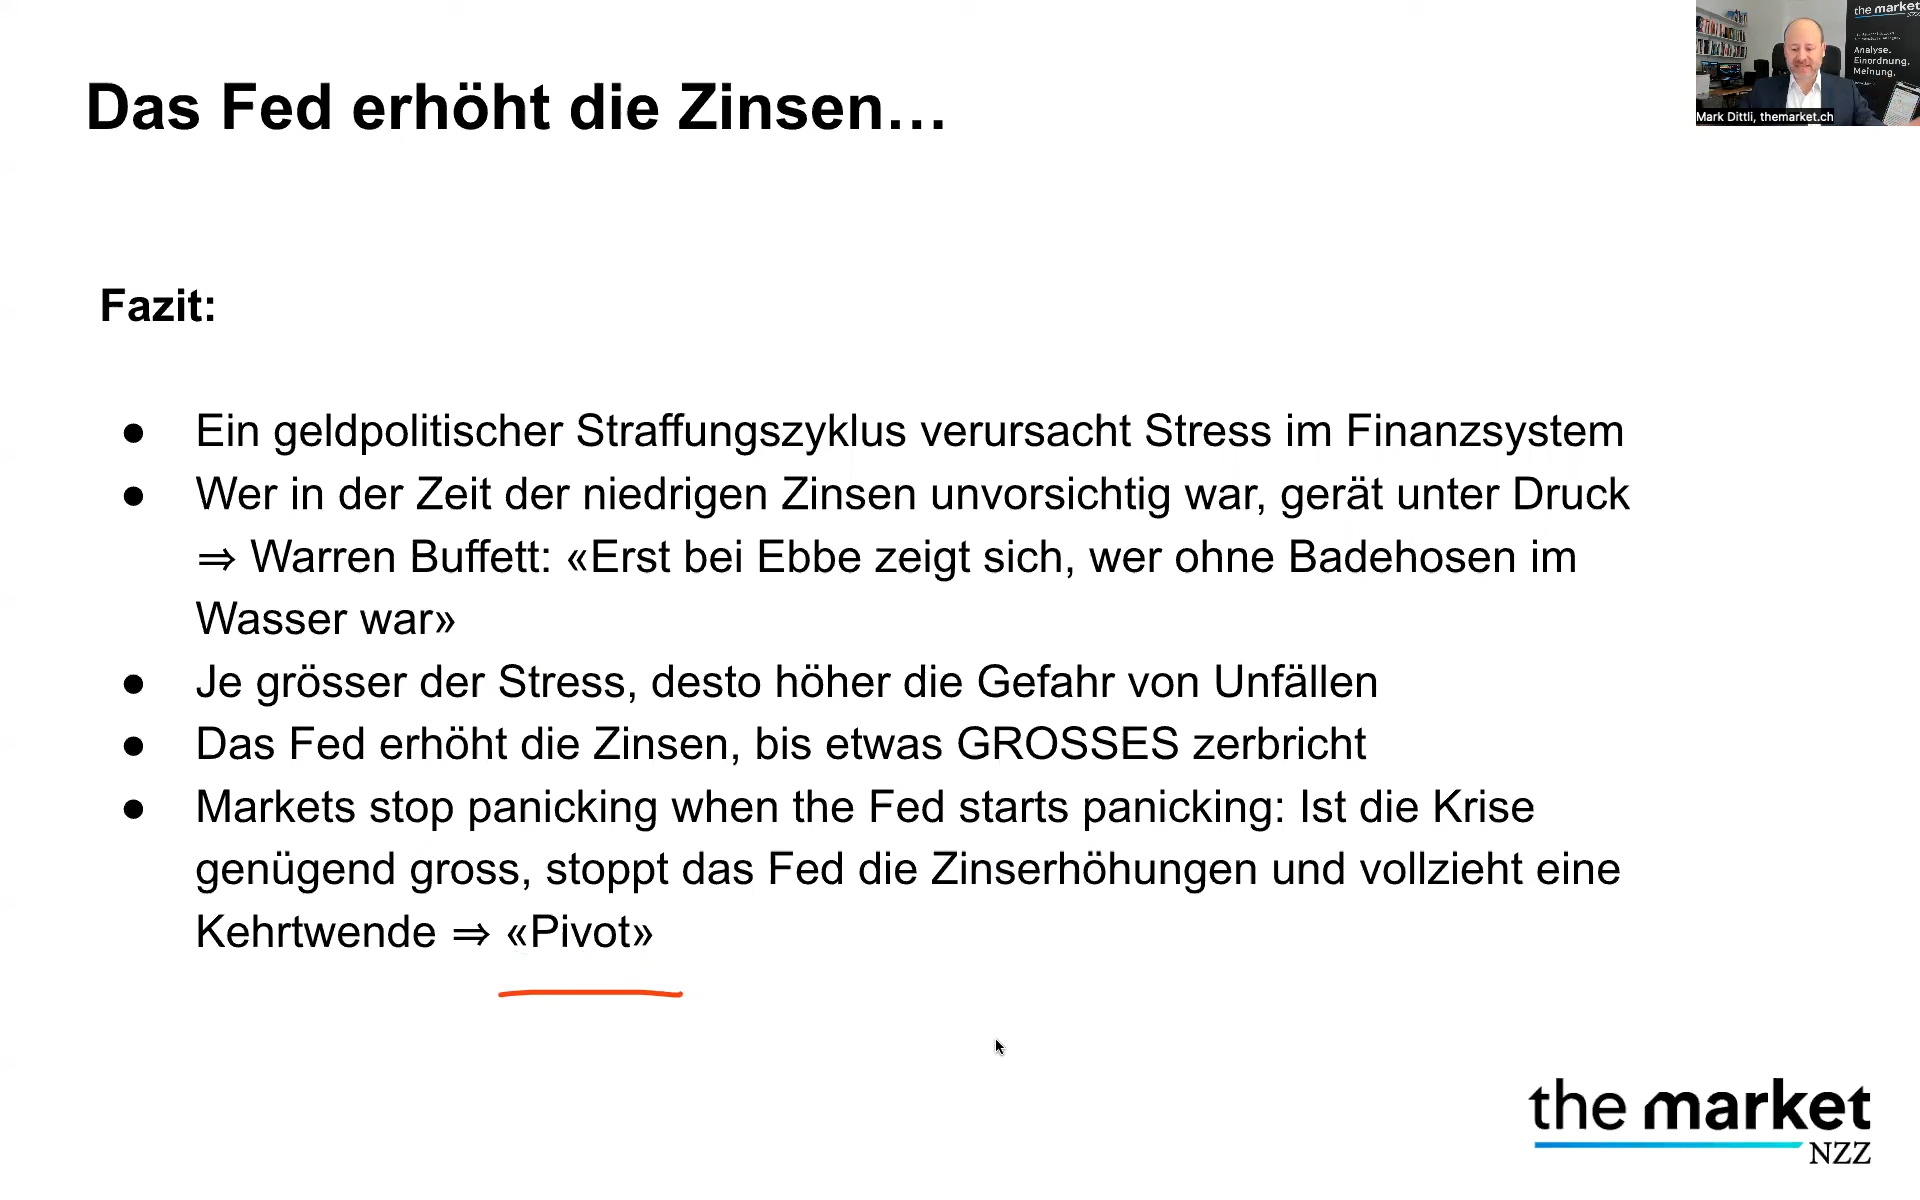 the market
NZZ
Analyse.
Einordnung.
Meinung.
Mark Dittli, themarket.ch
Das Fed erhöht die Zinsen…
Fazit:
● Ein geldpolitischer Straffungszyklus verursacht Stress im Finanzsystem
● Wer in der Zeit der niedrigen Zinsen unvorsichtig war, gerät unter Druck
⇒ Warren Buffett: «Erst bei Ebbe zeigt sich, wer ohne Badehosen im
Wasser war»
● Je grösser der Stress, desto höher die Gefahr von Unfällen
● Das Fed erhöht die Zinsen, bis etwas GROSSES zerbricht
● Markets stop panicking when the Fed starts panicking: Ist die Krise
genügend gross, stoppt das Fed die Zinserhöhungen und vollzieht eine
Kehrtwende ⇒ «Pivot»
the market
NZZ